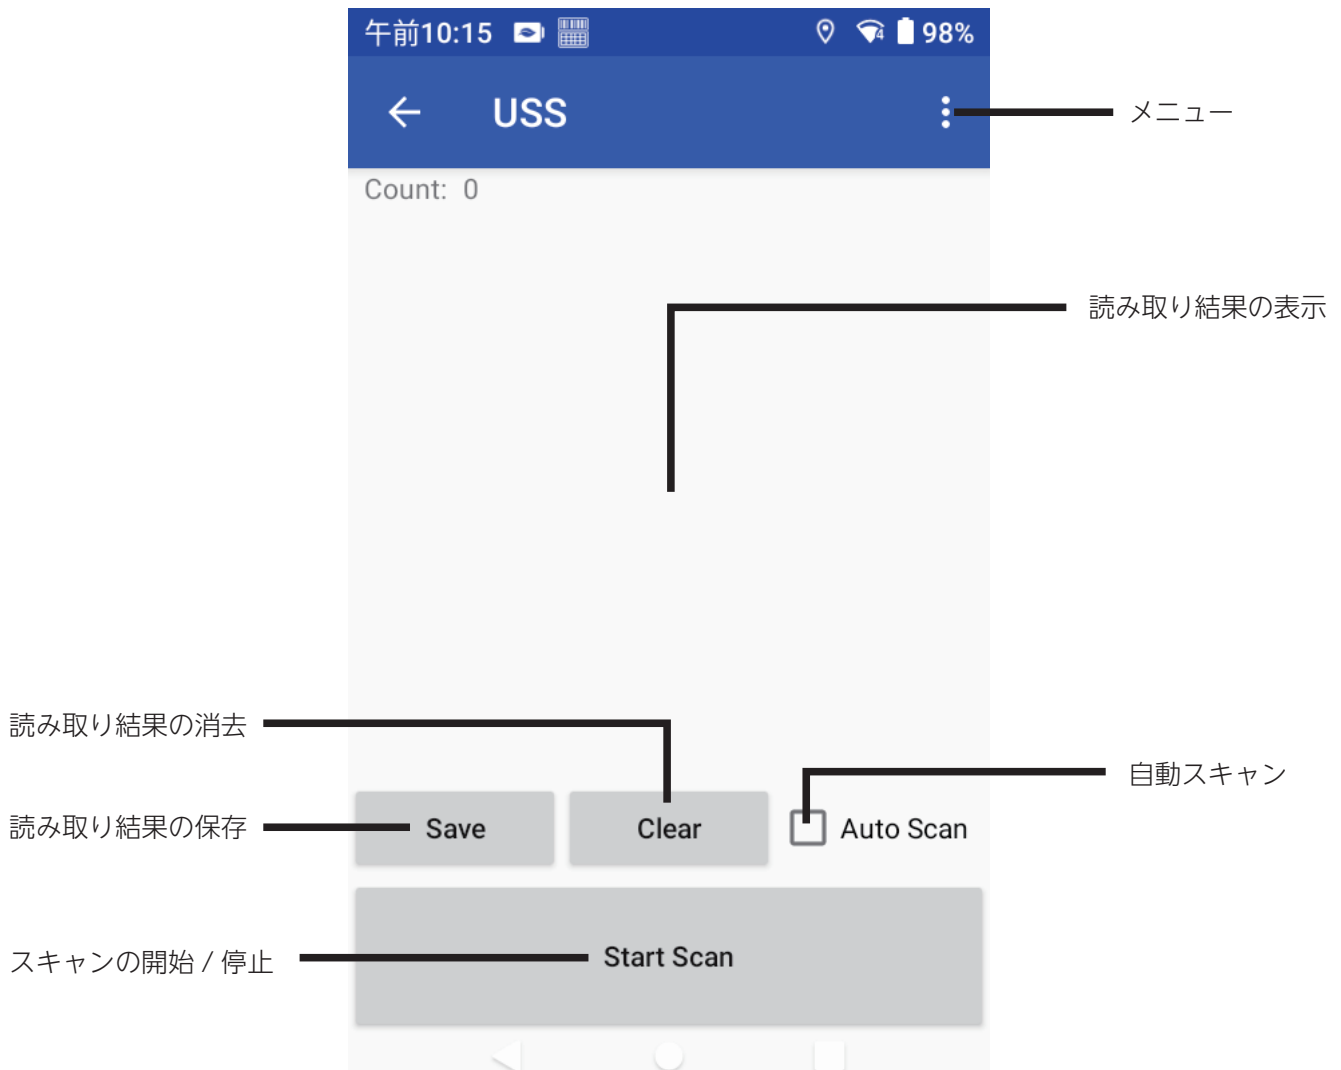 午前10:15 98%
USS
メニュー
Count: 0
読み取り結果の表示
読み取り結果の消去
自動スキャン
読み取り結果の保存
Save Clear Auto Scan
スキャンの開始 / 停止
Start Scan